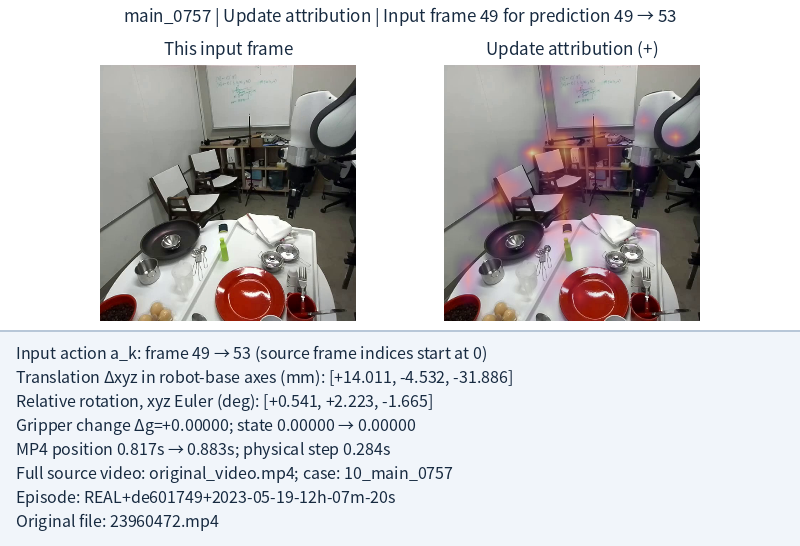 main_0757 | Update attribution | Input frame 49 for prediction 49 → 53
This input frame
Update attribution (+)
Input action a_k: frame 49 → 53 (source frame indices start at 0)
Translation Δxyz in robot-base axes (mm): [+14.011, -4.532, -31.886]
Relative rotation, xyz Euler (deg): [+0.541, +2.223, -1.665]
Gripper change Δg=+0.00000; state 0.00000 → 0.00000
MP4 position 0.817s → 0.883s; physical step 0.284s
Full source video: original_video.mp4; case: 10_main_0757
Episode: REAL+de601749+2023-05-19-12h-07m-20s
Original file: 23960472.mp4